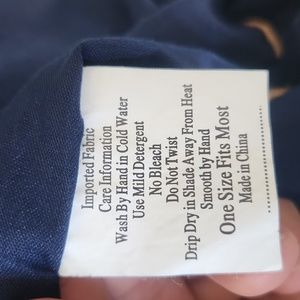 Imported Fabric
Care Information
Wash By Hand in Cold Water
Use Mild Detergent
No Bleach
Do Not Twist
Drip Dry in Shade Away From Heat
Smooth by Hand
One Size Fits Most
Made in China